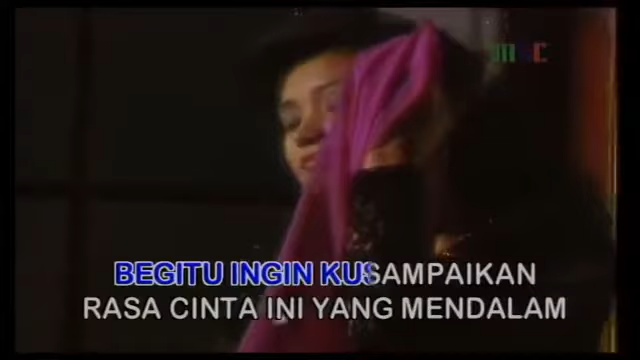 BEGITU INGIN KUSAMPAIKAN
RASA CINTA INI YANG MENDALAM